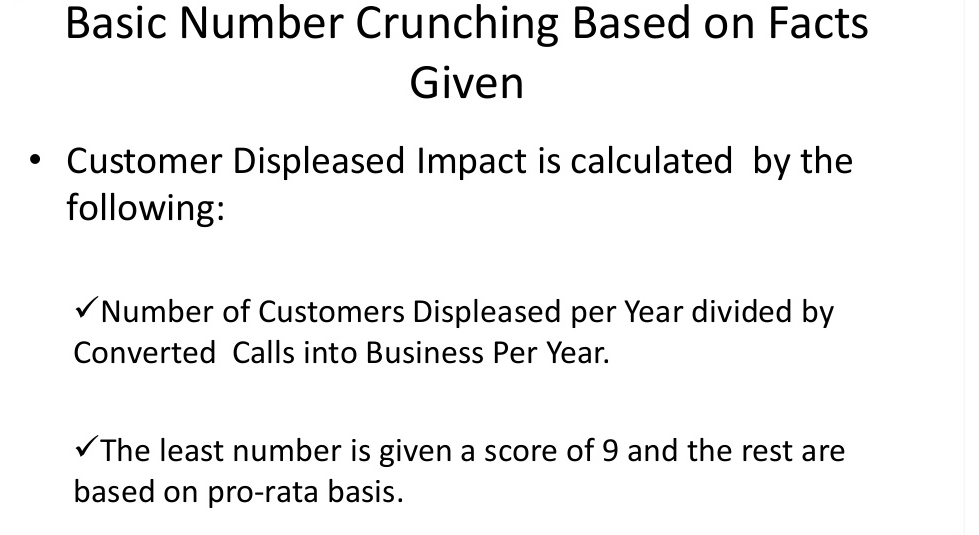 Basic Number Crunching Based on Facts
Given
• Customer Displeased Impact is calculated  by the
following:
✓Number of Customers Displeased per Year divided by
Converted  Calls into Business Per Year.
✓The least number is given a score of 9 and the rest are
based on pro-rata basis.